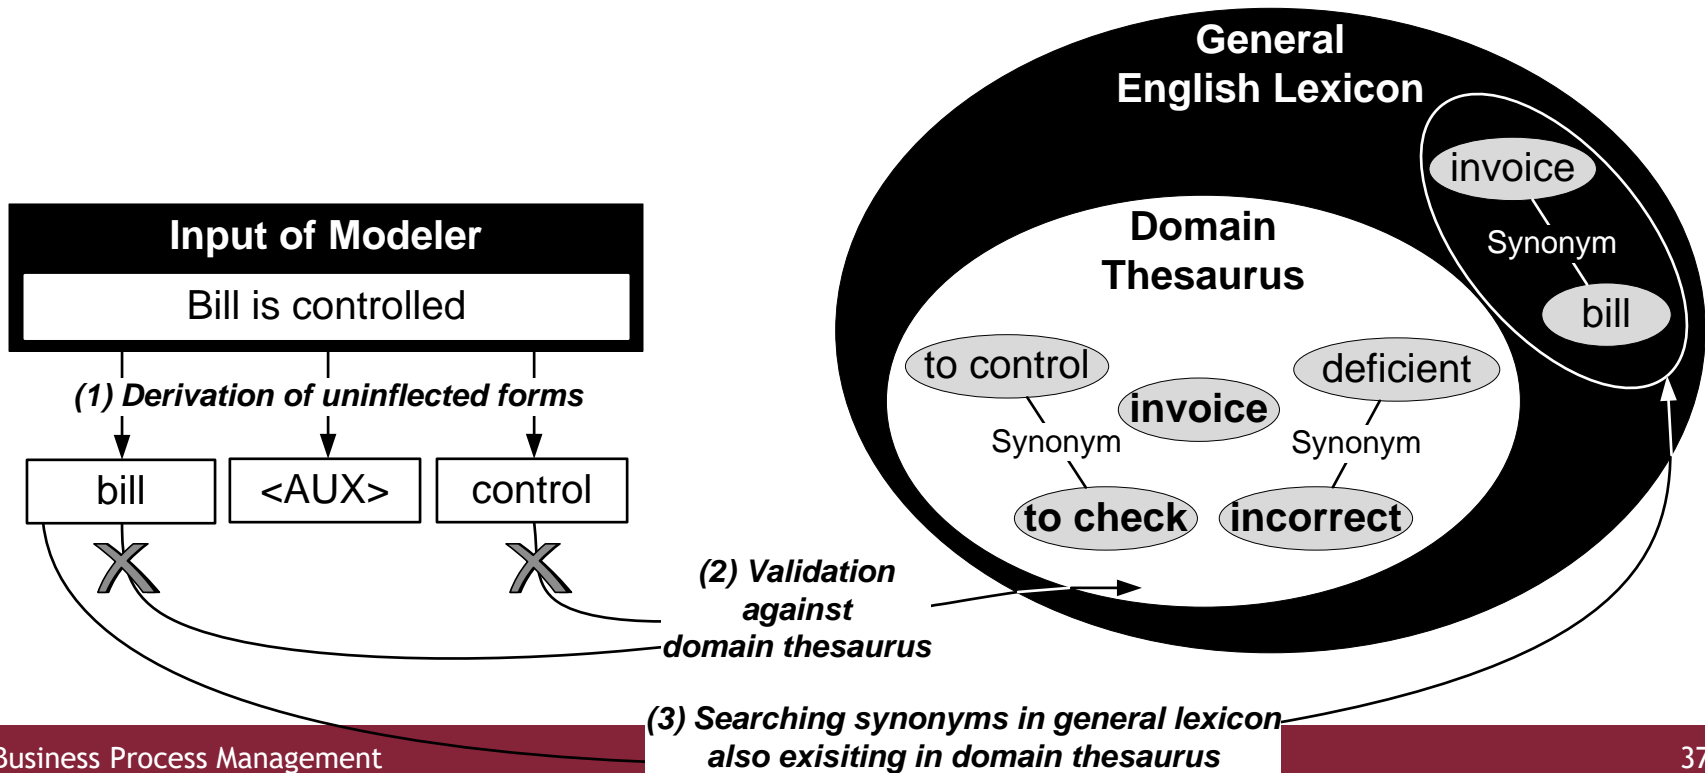 General
English Lexicon
invoice
Synonym
bill
Input of Modeler
Bill is controlled
(1) Derivation of uninflected forms
bill
<AUX>
control
Domain
Thesaurus
to control
Synonym
to check
invoice
deficient
Synonym
incorrect
X
X
(2) Validation
against
domain thesaurus
(3) Searching synonyms in general lexicon
also exisiting in domain thesaurus
Business Process Management
37